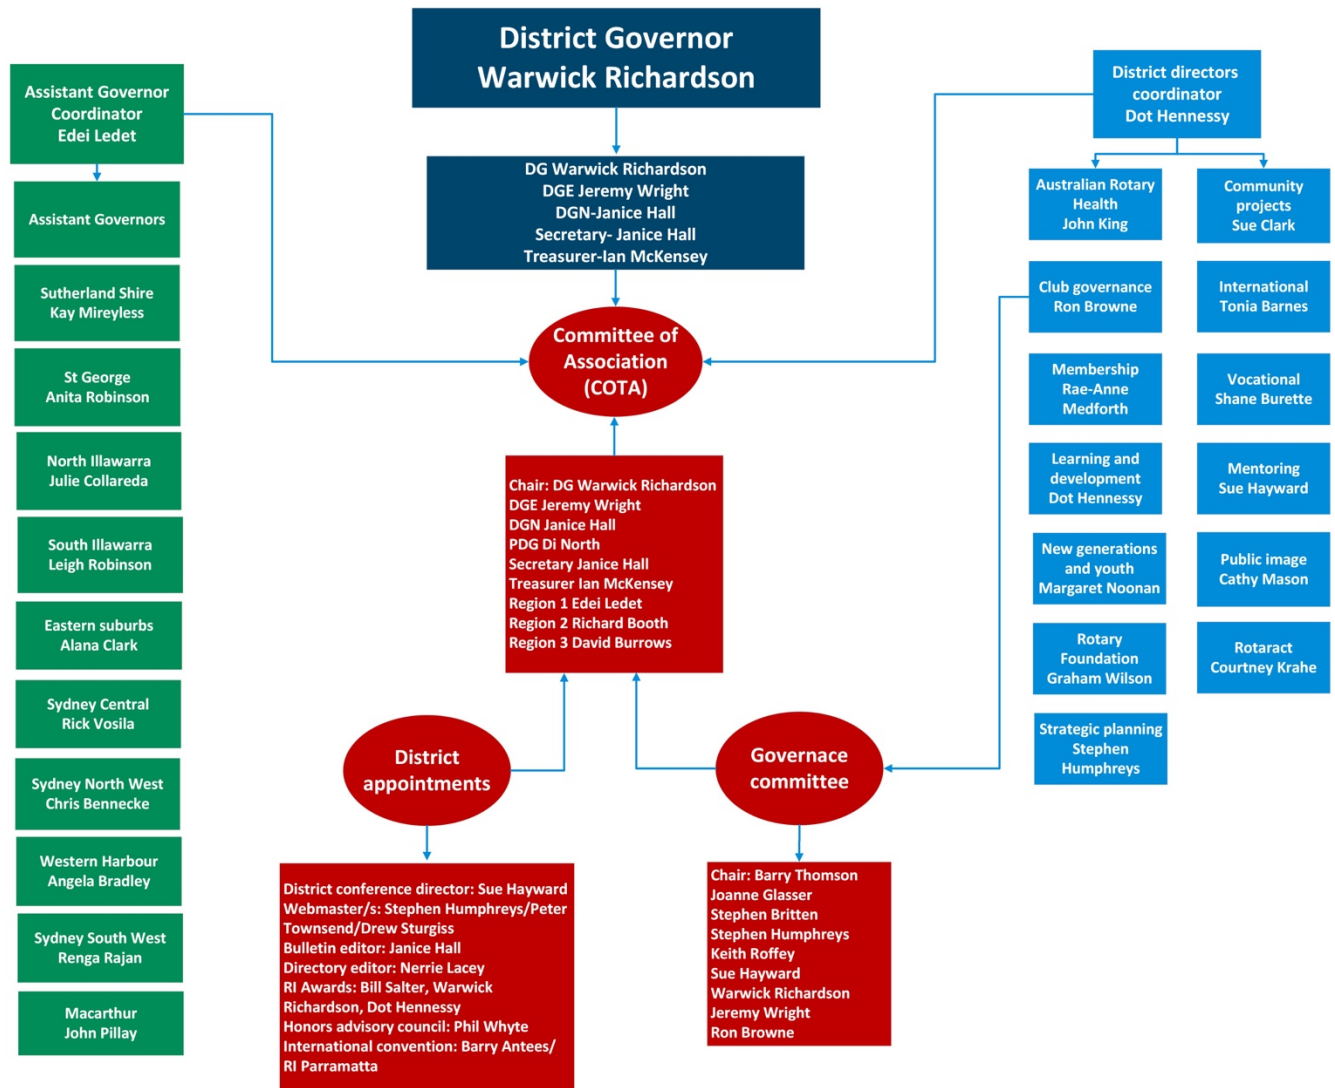 District Governor
Warwick Richardson
Assistant Governor
Coordinator
Edei Ledet
District directors
coordinator
Dot Hennessy
DG Warwick Richardson
DGE Jeremy Wright
DGN-Janice Hall
Secretary- Janice Hall
Treasurer-Ian McKensey
Assistant Governors
Sutherland Shire
Kay Mireyless
St George
Anita Robinson
North Illawarra
Julie Collareda
South Illawarra
Leigh Robinson
Eastern suburbs
Alana Clark
Sydney Central
Rick Vosila
Sydney North West
Chris Bennecke
Western Harbour
Angela Bradley
Sydney South West
Renga Rajan
Macarthur
John Pillay
Committee of
Association
(COTA)
Chair: DG Warwick Richardson
DGE Jeremy Wright
DGN Janice Hall
PDG Di North
Secretary Janice Hall
Treasurer Ian McKensey
Region 1 Edei Ledet
Region 2 Richard Booth
Region 3 David Burrows
District
appointments
District conference director: Sue Hayward
Webmaster/s: Stephen Humphreys/Peter
Townsend/Drew Sturgiss
Bulletin editor: Janice Hall
Directory editor: Nerrie Lacey
RI Awards: Bill Salter, Warwick
Richardson, Dot Hennessy
Honors advisory council: Phil Whyte
International convention: Barry Antees/
RI Parramatta
Governace
committee
Chair: Barry Thomson
Joanne Glasser
Stephen Britten
Stephen Humphreys
Keith Roffey
Sue Hayward
Warwick Richardson
Jeremy Wright
Ron Browne
Australian Rotary
Health
John King
Club governance
Ron Browne
Membership
Rae-Anne
Medforth
Learning and
development
Dot Hennessy
New generations
and youth
Margaret Noonan
Rotary
Foundation
Graham Wilson
Strategic planning
Stephen
Humphreys
Community
projects
Sue Clark
International
Tonia Barnes
Vocational
Shane Burette
Mentoring
Sue Hayward
Public image
Cathy Mason
Rotaract
Courtney Krahe